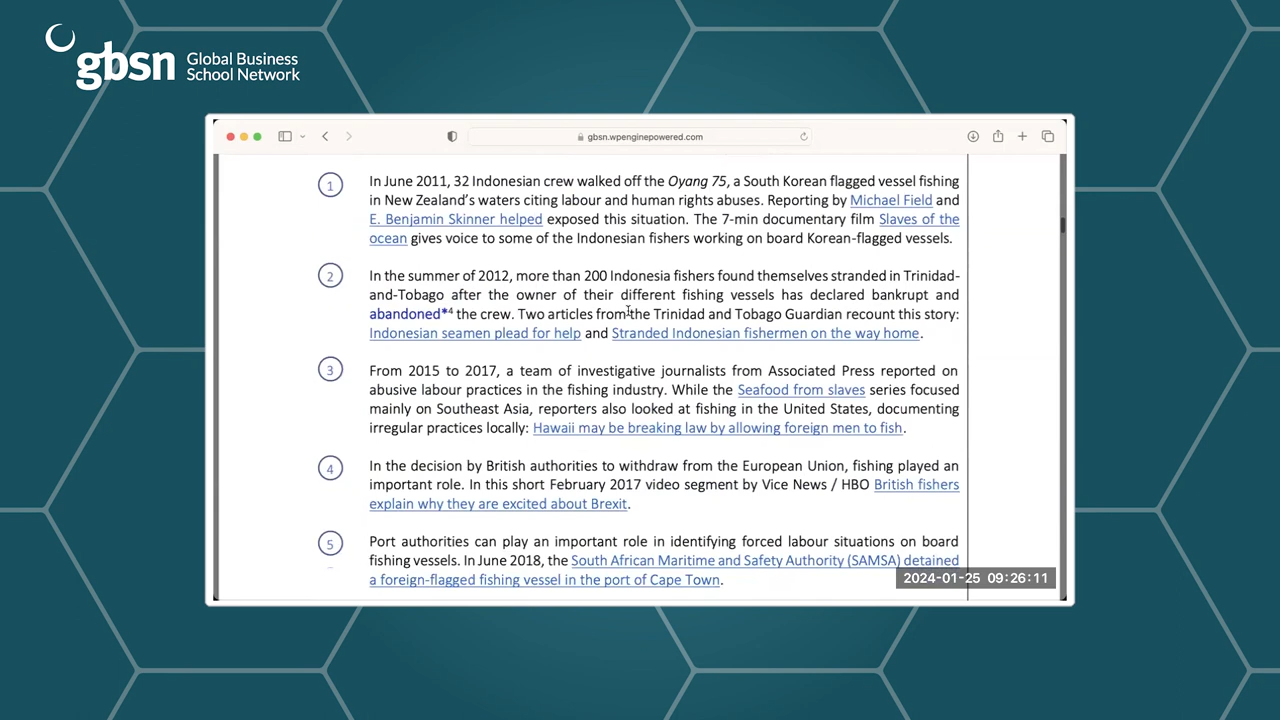 gbsn Global Business
School Network
gbsn.wpenginepowered.com
1 In June 2011, 32 Indonesian crew walked off the Oyang 75, a South Korean flagged vessel fishing
in New Zealand's waters citing labour and human rights abuses. Reporting by Michael Field and
E. Benjamin Skinner helped exposed this situation. The 7-min documentary film Slaves of the
ocean gives voice to some of the Indonesian fishers working on board Korean-flagged vessels.
2 In the summer of 2012, more than 200 Indonesia fishers found themselves stranded in Trinidad-
and-Tobago after the owner of their different fishing vessels has declared bankrupt and
abandoned*4 the crew. Two articles from the Trinidad and Tobago Guardian recount this story:
Indonesian seamen plead for help and Stranded Indonesian fishermen on the way home.
3 From 2015 to 2017, a team of investigative journalists from Associated Press reported on
abusive labour practices in the fishing industry. While the Seafood from slaves series focused
mainly on Southeast Asia, reporters also looked at fishing in the United States, documenting
irregular practices locally: Hawaii may be breaking law by allowing foreign men to fish.
4 In the decision by British authorities to withdraw from the European Union, fishing played an
important role. In this short February 2017 video segment by Vice News / HBO British fishers
explain why they are excited about Brexit.
5 Port authorities can play an important role in identifying forced labour situations on board
fishing vessels. In June 2018, the South African Maritime and Safety Authority (SAMSA) detained
a foreign-flagged fishing vessel in the port of Cape Town.
2024-01-25 09:26:11